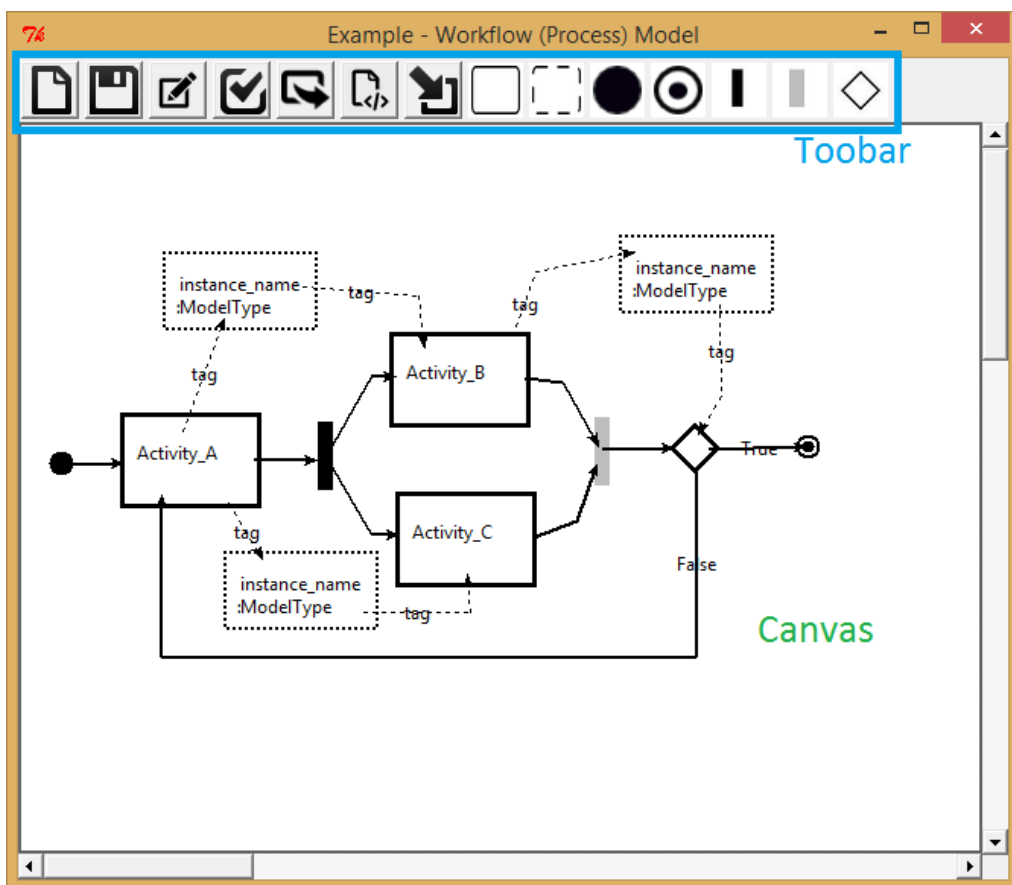 Example - Workflow (Process) Model
Toobar
instance_name
:ModelType
tag
tag
instance_name
:ModelType
tag
tag
Activity_B
tag
Activity_A
True
tag
Activity_C
False
instance_name
:ModelType
tag
Canvas